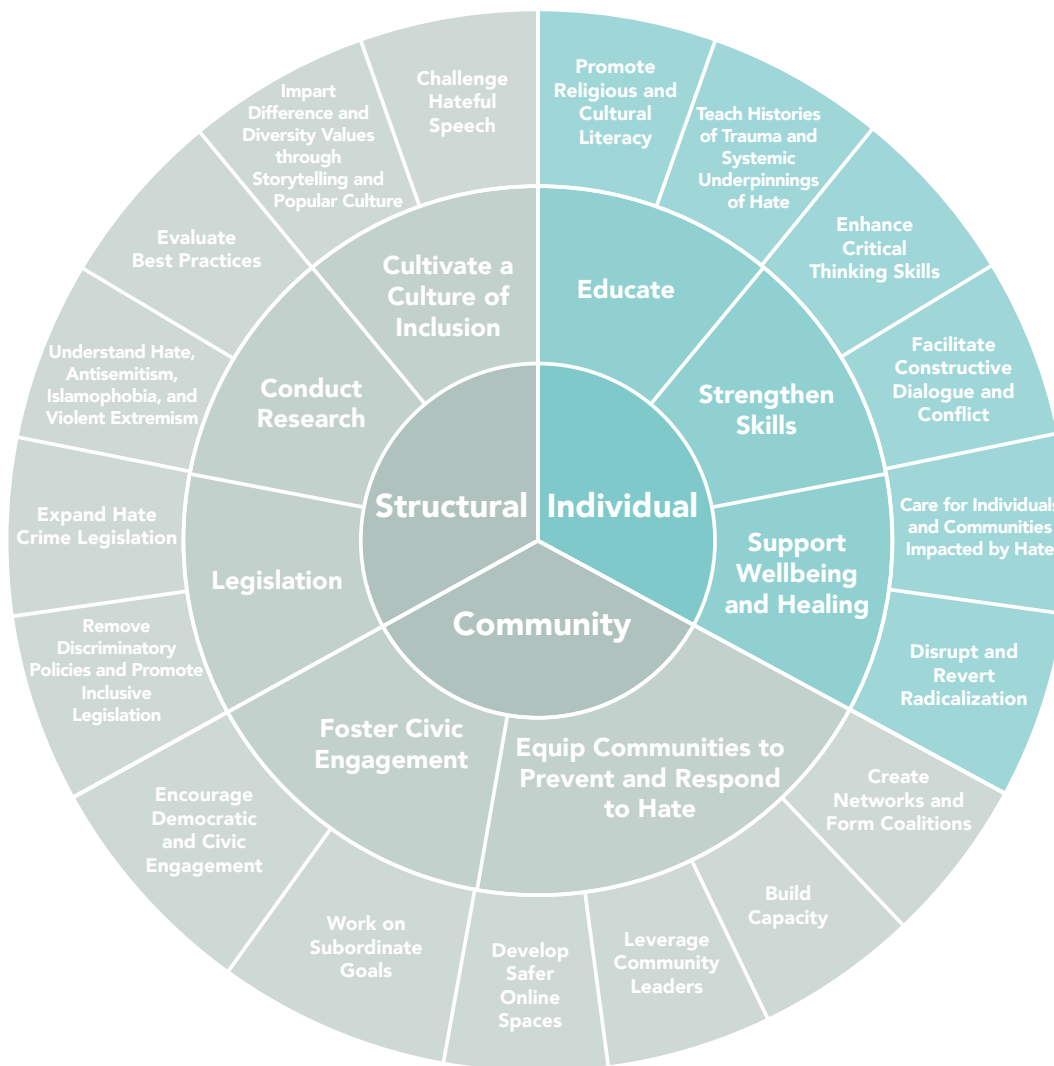 Structural
Individual
Community
Educate
Strengthen
Skills
Support
Wellbeing
and Healing
Equip Communities to
Prevent and Respond
to Hate
Foster Civic
Engagement
Legislation
Conduct
Research
Cultivate a
Culture of
Inclusion
Promote
Religious and
Cultural
Literacy
Teach Histories
of Trauma and
Systemic
Underpinnings
of Hate
Enhance
Critical
Thinking Skills
Facilitate
Constructive
Dialogue and
Conflict
Care for Individuals
and Communities
Impacted by Hate
Disrupt and
Revert
Radicalization
Create
Networks and
Form Coalitions
Build
Capacity
Leverage
Community
Leaders
Develop
Safer
Online
Spaces
Work on
Subordinate
Goals
Encourage
Democratic
and Civic
Engagement
Remove
Discriminatory
Policies and Promote
Inclusive
Legislation
Expand Hate
Crime Legislation
Understand Hate,
Antisemitism,
Islamophobia, and
Violent Extremism
Evaluate
Best Practices
Impart
Difference and
Diversity Values
through
Storytelling and
Popular Culture
Challenge
Hateful
Speech